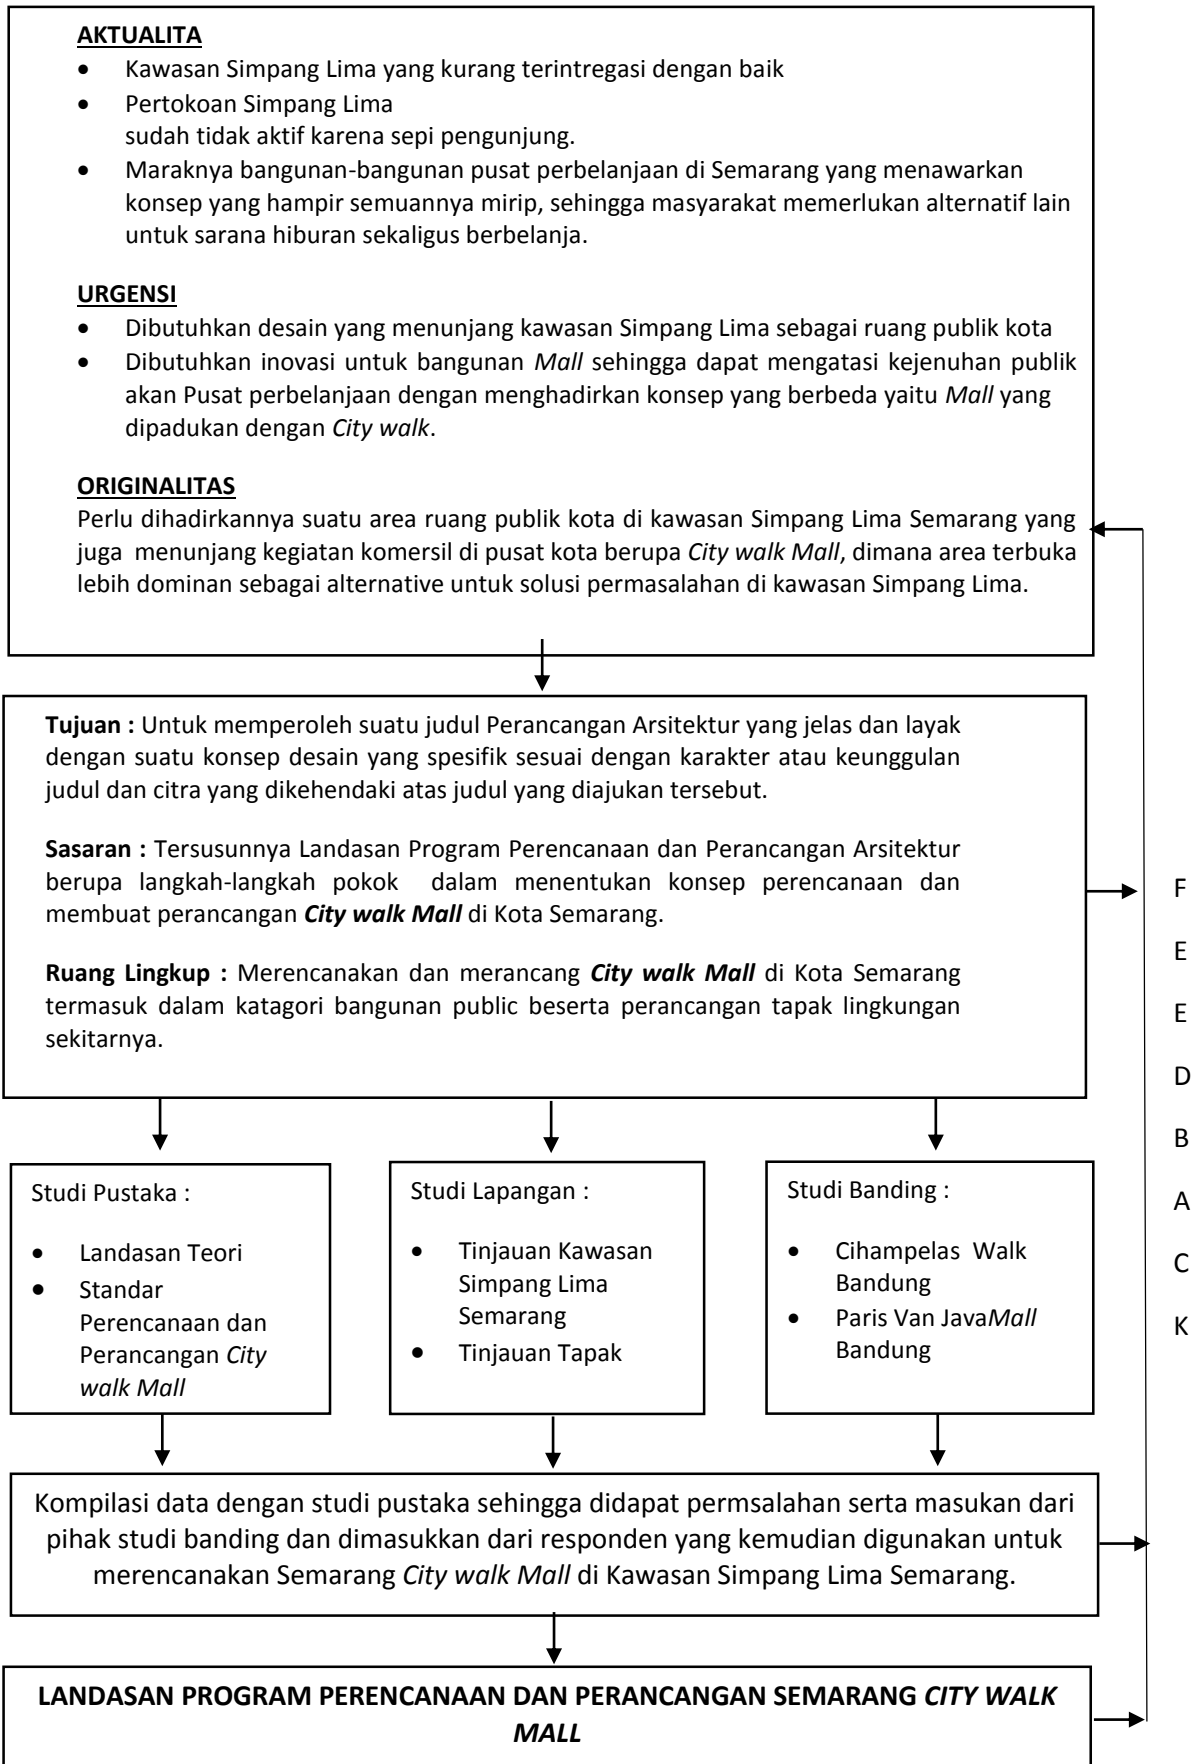 AKTUALITA
• Kawasan Simpang Lima yang kurang terintregasi dengan baik
• Pertokoan Simpang Lima
sudah tidak aktif karena sepi pengunjung.
• Maraknya bangunan-bangunan pusat perbelanjaan di Semarang yang menawarkan
konsep yang hampir semuannya mirip, sehingga masyarakat memerlukan alternatif lain
untuk sarana hiburan sekaligus berbelanja.
URGENSI
• Dibutuhkan desain yang menunjang kawasan Simpang Lima sebagai ruang publik kota
• Dibutuhkan inovasi untuk bangunan Mall sehingga dapat mengatasi kejenuhan publik
akan Pusat perbelanjaan dengan menghadirkan konsep yang berbeda yaitu Mall yang
dipadukan dengan City walk.
ORIGINALITAS
Perlu dihadirkannya suatu area ruang publik kota di kawasan Simpang Lima Semarang yang
juga menunjang kegiatan komersil di pusat kota berupa City walk Mall, dimana area terbuka
lebih dominan sebagai alternative untuk solusi permasalahan di kawasan Simpang Lima.
Tujuan : Untuk memperoleh suatu judul Perancangan Arsitektur yang jelas dan layak
dengan suatu konsep desain yang spesifik sesuai dengan karakter atau keunggulan
judul dan citra yang dikehendaki atas judul yang diajukan tersebut.
Sasaran : Tersusunnya Landasan Program Perencanaan dan Perancangan Arsitektur
berupa langkah-langkah pokok dalam menentukan konsep perencanaan dan
membuat perancangan City walk Mall di Kota Semarang.
Ruang Lingkup : Merencanakan dan merancang City walk Mall di Kota Semarang
termasuk dalam katagori bangunan public beserta perancangan tapak lingkungan
sekitarnya.
Studi Pustaka :
• Landasan Teori
• Standar
Perencanaan dan
Perancangan City
walk Mall
Studi Lapangan :
• Tinjauan Kawasan
Simpang Lima
Semarang
• Tinjauan Tapak
Studi Banding :
• Cihampelas Walk
Bandung
• Paris Van JavaMall
Bandung
Kompilasi data dengan studi pustaka sehingga didapat permsalahan serta masukan dari
pihak studi banding dan dimasukkan dari responden yang kemudian digunakan untuk
merencanakan Semarang City walk Mall di Kawasan Simpang Lima Semarang.
LANDASAN PROGRAM PERENCANAAN DAN PERANCANGAN SEMARANG CITY WALK
MALL
F
E
E
D
B
A
C
K